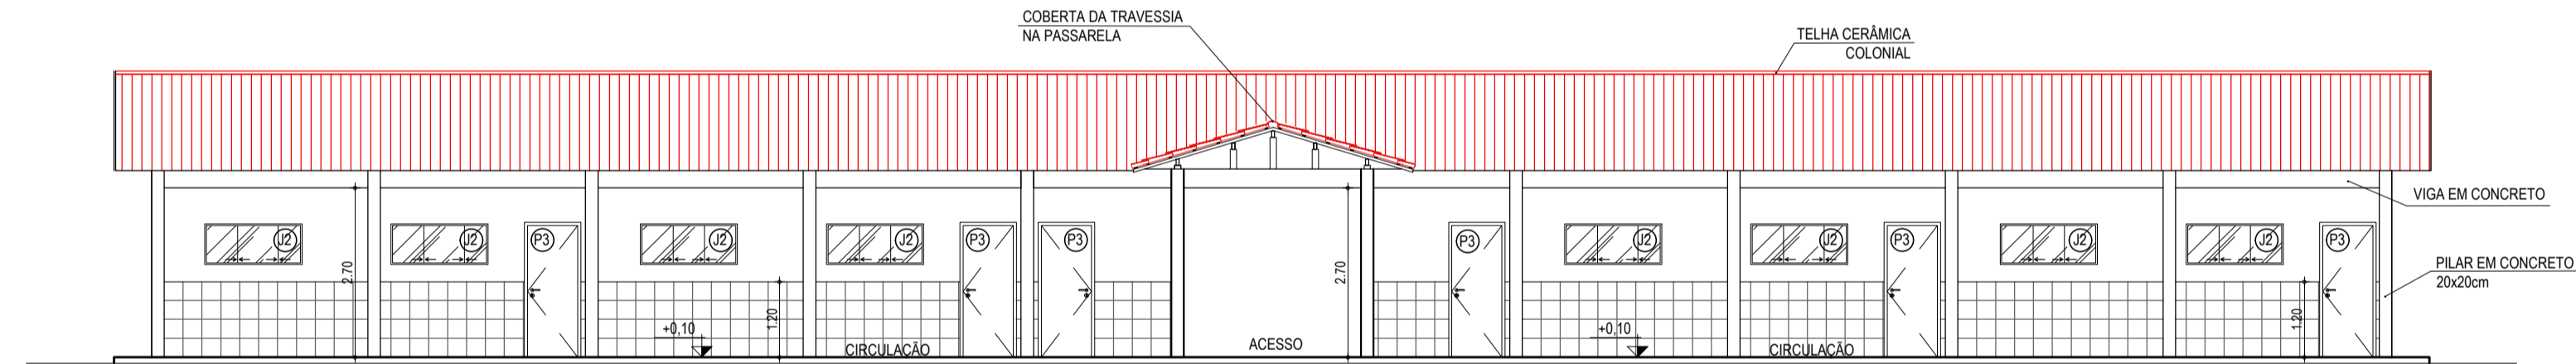 COBERTA DA TRAVESSIA
NA PASSARELA
TELHA CERÂMICA
COLONIAL
VIGA EM CONCRETO
J2
J2
P3
J2
J2
P3
P3
P3
J2
J2
P3
J2
J2
P3
2.70
2.70
PILAR EM CONCRETO
20x20cm
1.20
1.20
+0,10
+0,10
CIRCULAÇÃO
ACESSO
CIRCULAÇÃO